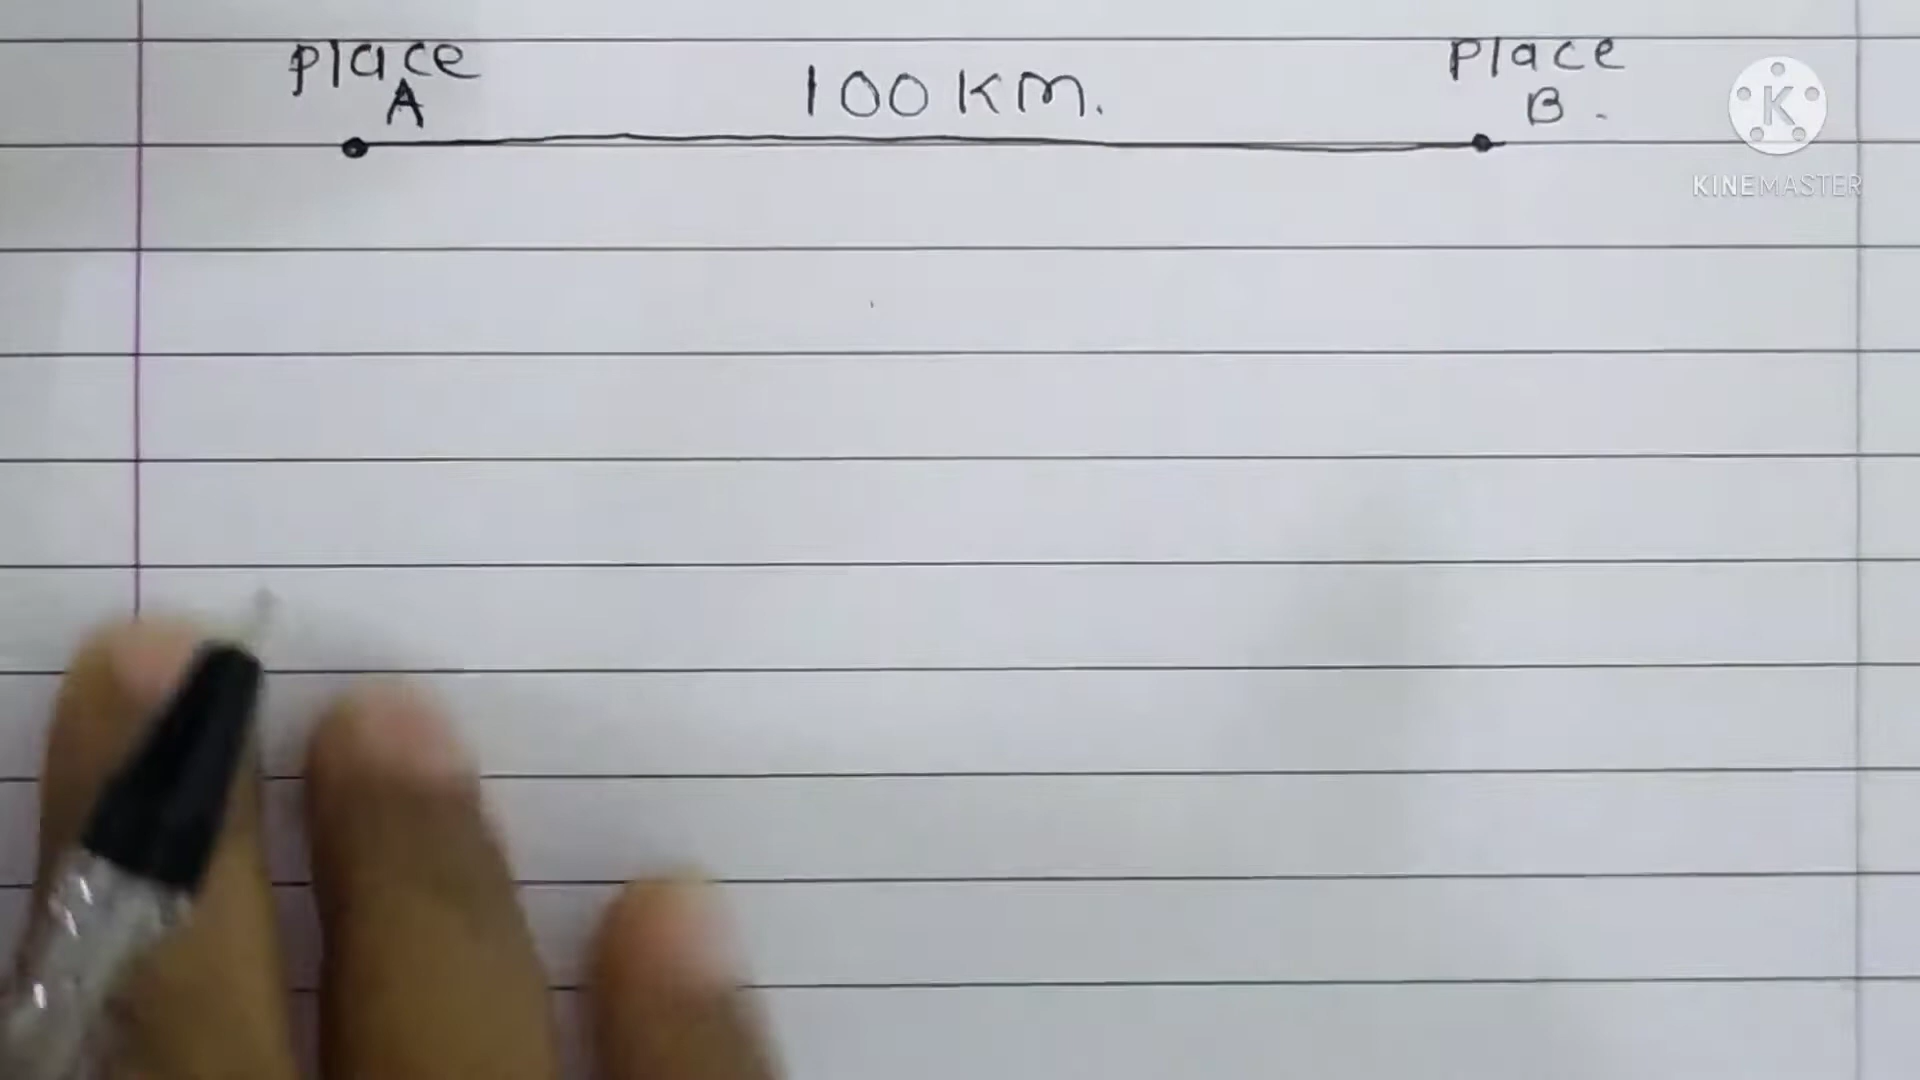 place
A
100 KM.
Place
B.
KINEMASTER